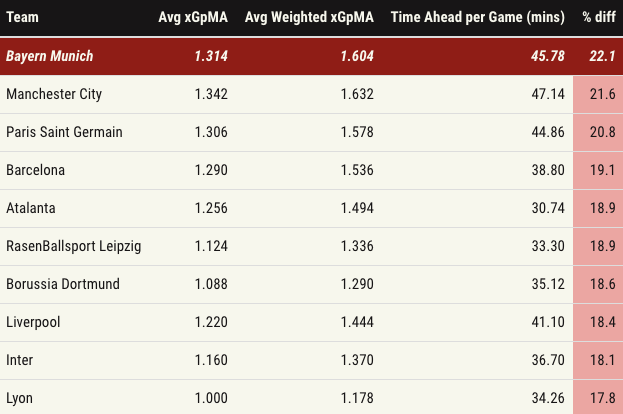 Team Avg xGpMA Avg Weighted xGpMA Time Ahead per Game (mins) % diff
Bayern Munich 1.314 1.604 45.78 22.1
Manchester City 1.342 1.632 47.14 21.6
Paris Saint Germain 1.306 1.578 44.86 20.8
Barcelona 1.290 1.536 38.80 19.1
Atalanta 1.256 1.494 30.74 18.9
RasenBallsport Leipzig 1.124 1.336 33.30 18.9
Borussia Dortmund 1.088 1.290 35.12 18.6
Liverpool 1.220 1.444 41.10 18.4
Inter 1.160 1.370 36.70 18.1
Lyon 1.000 1.178 34.26 17.8